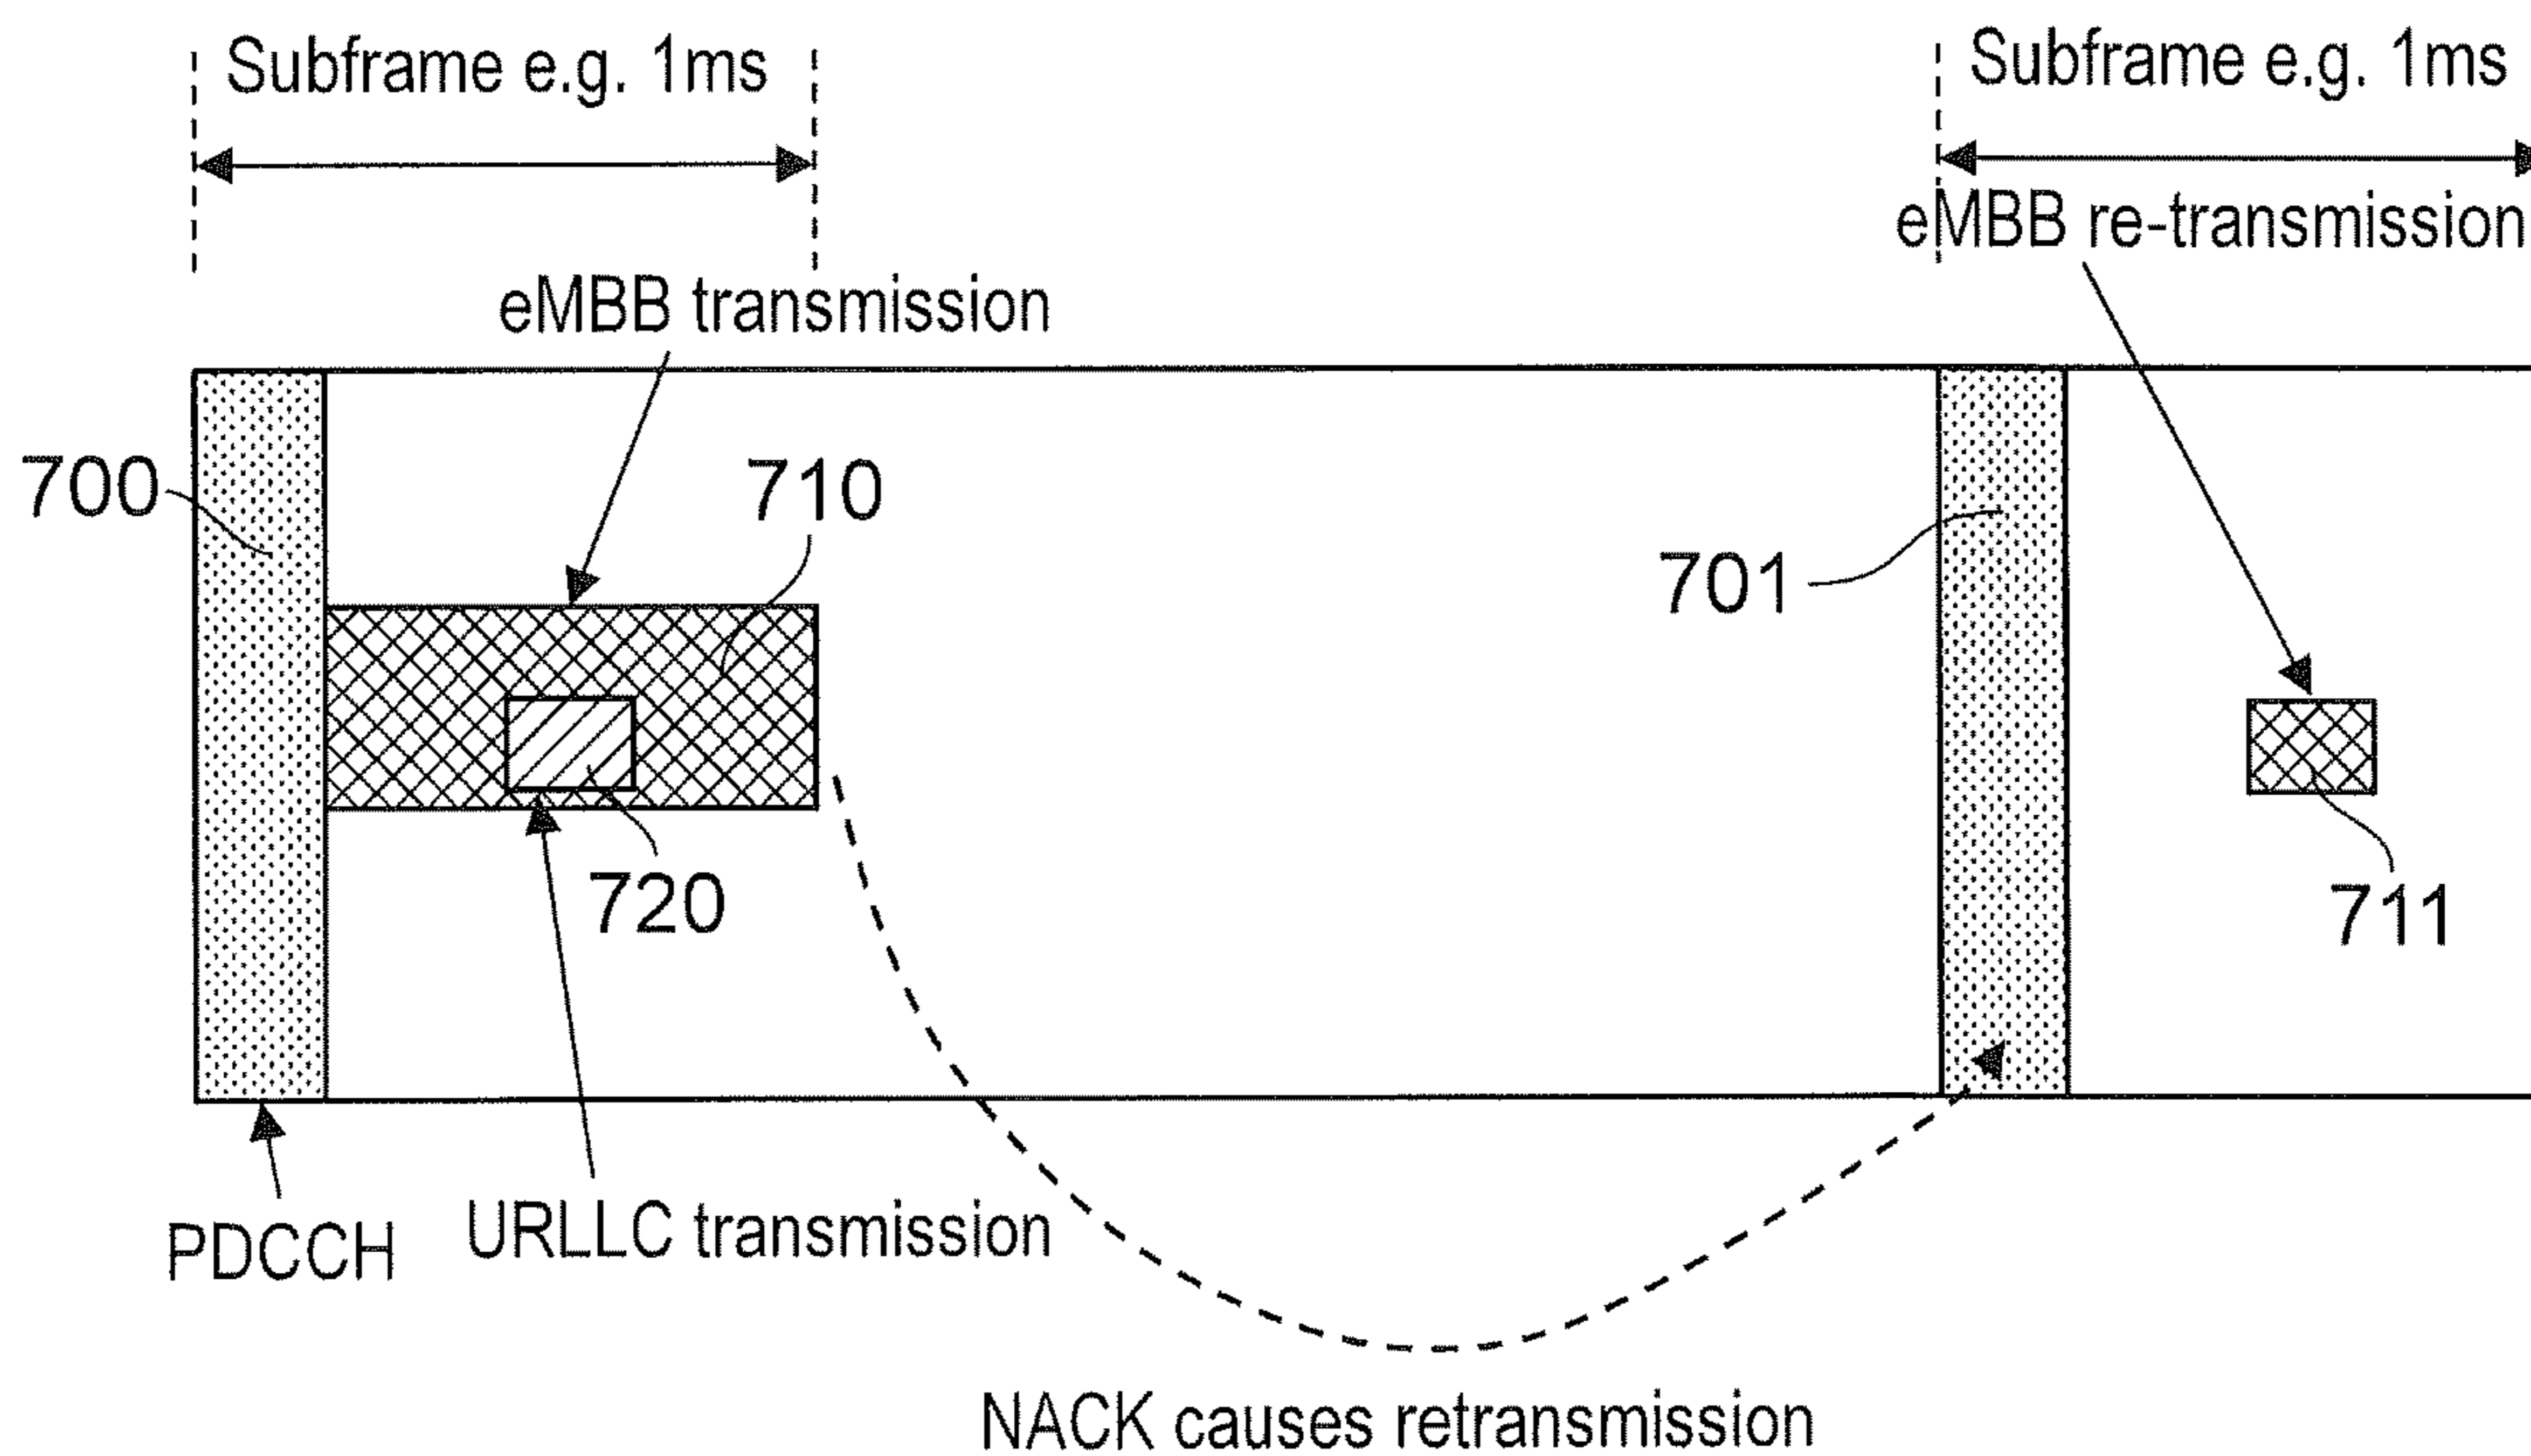 Subframe e.g. 1ms
Subframe e.g. 1ms
eMBB re-transmission
eMBB transmission
700
710
701
720
711
PDCCH
URLLC transmission
NACK causes retransmission